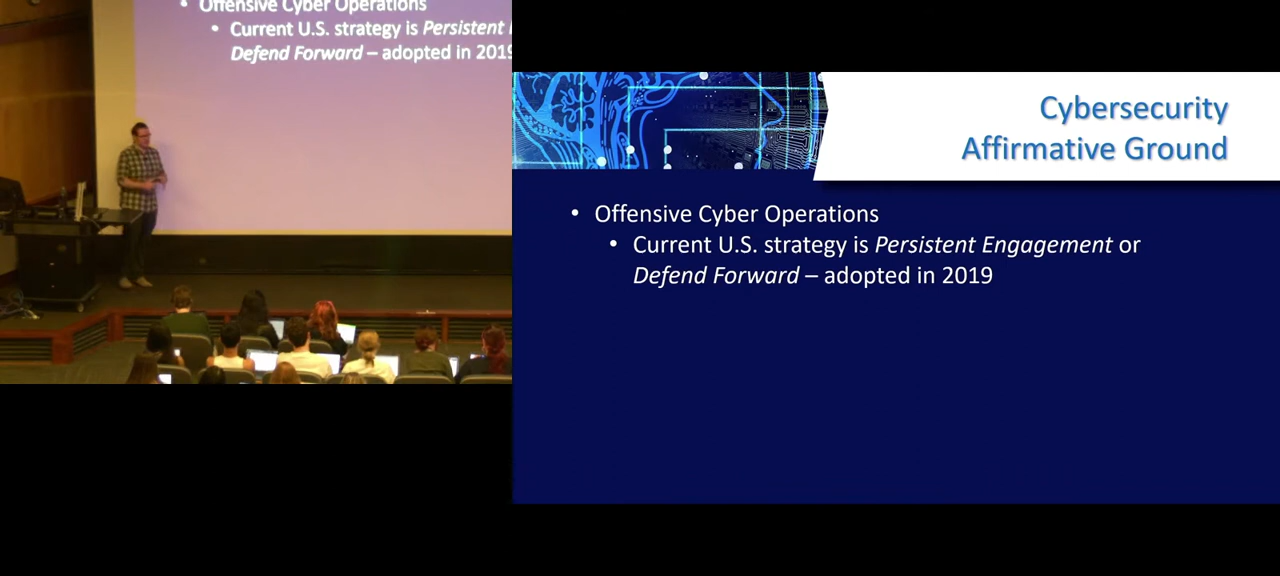 • Offensive Cyber Operations
• Current U.S. strategy is Persistent
Defend Forward – adopted in 2019
Cybersecurity
Affirmative Ground
• Offensive Cyber Operations
• Current U.S. strategy is Persistent Engagement or
Defend Forward – adopted in 2019